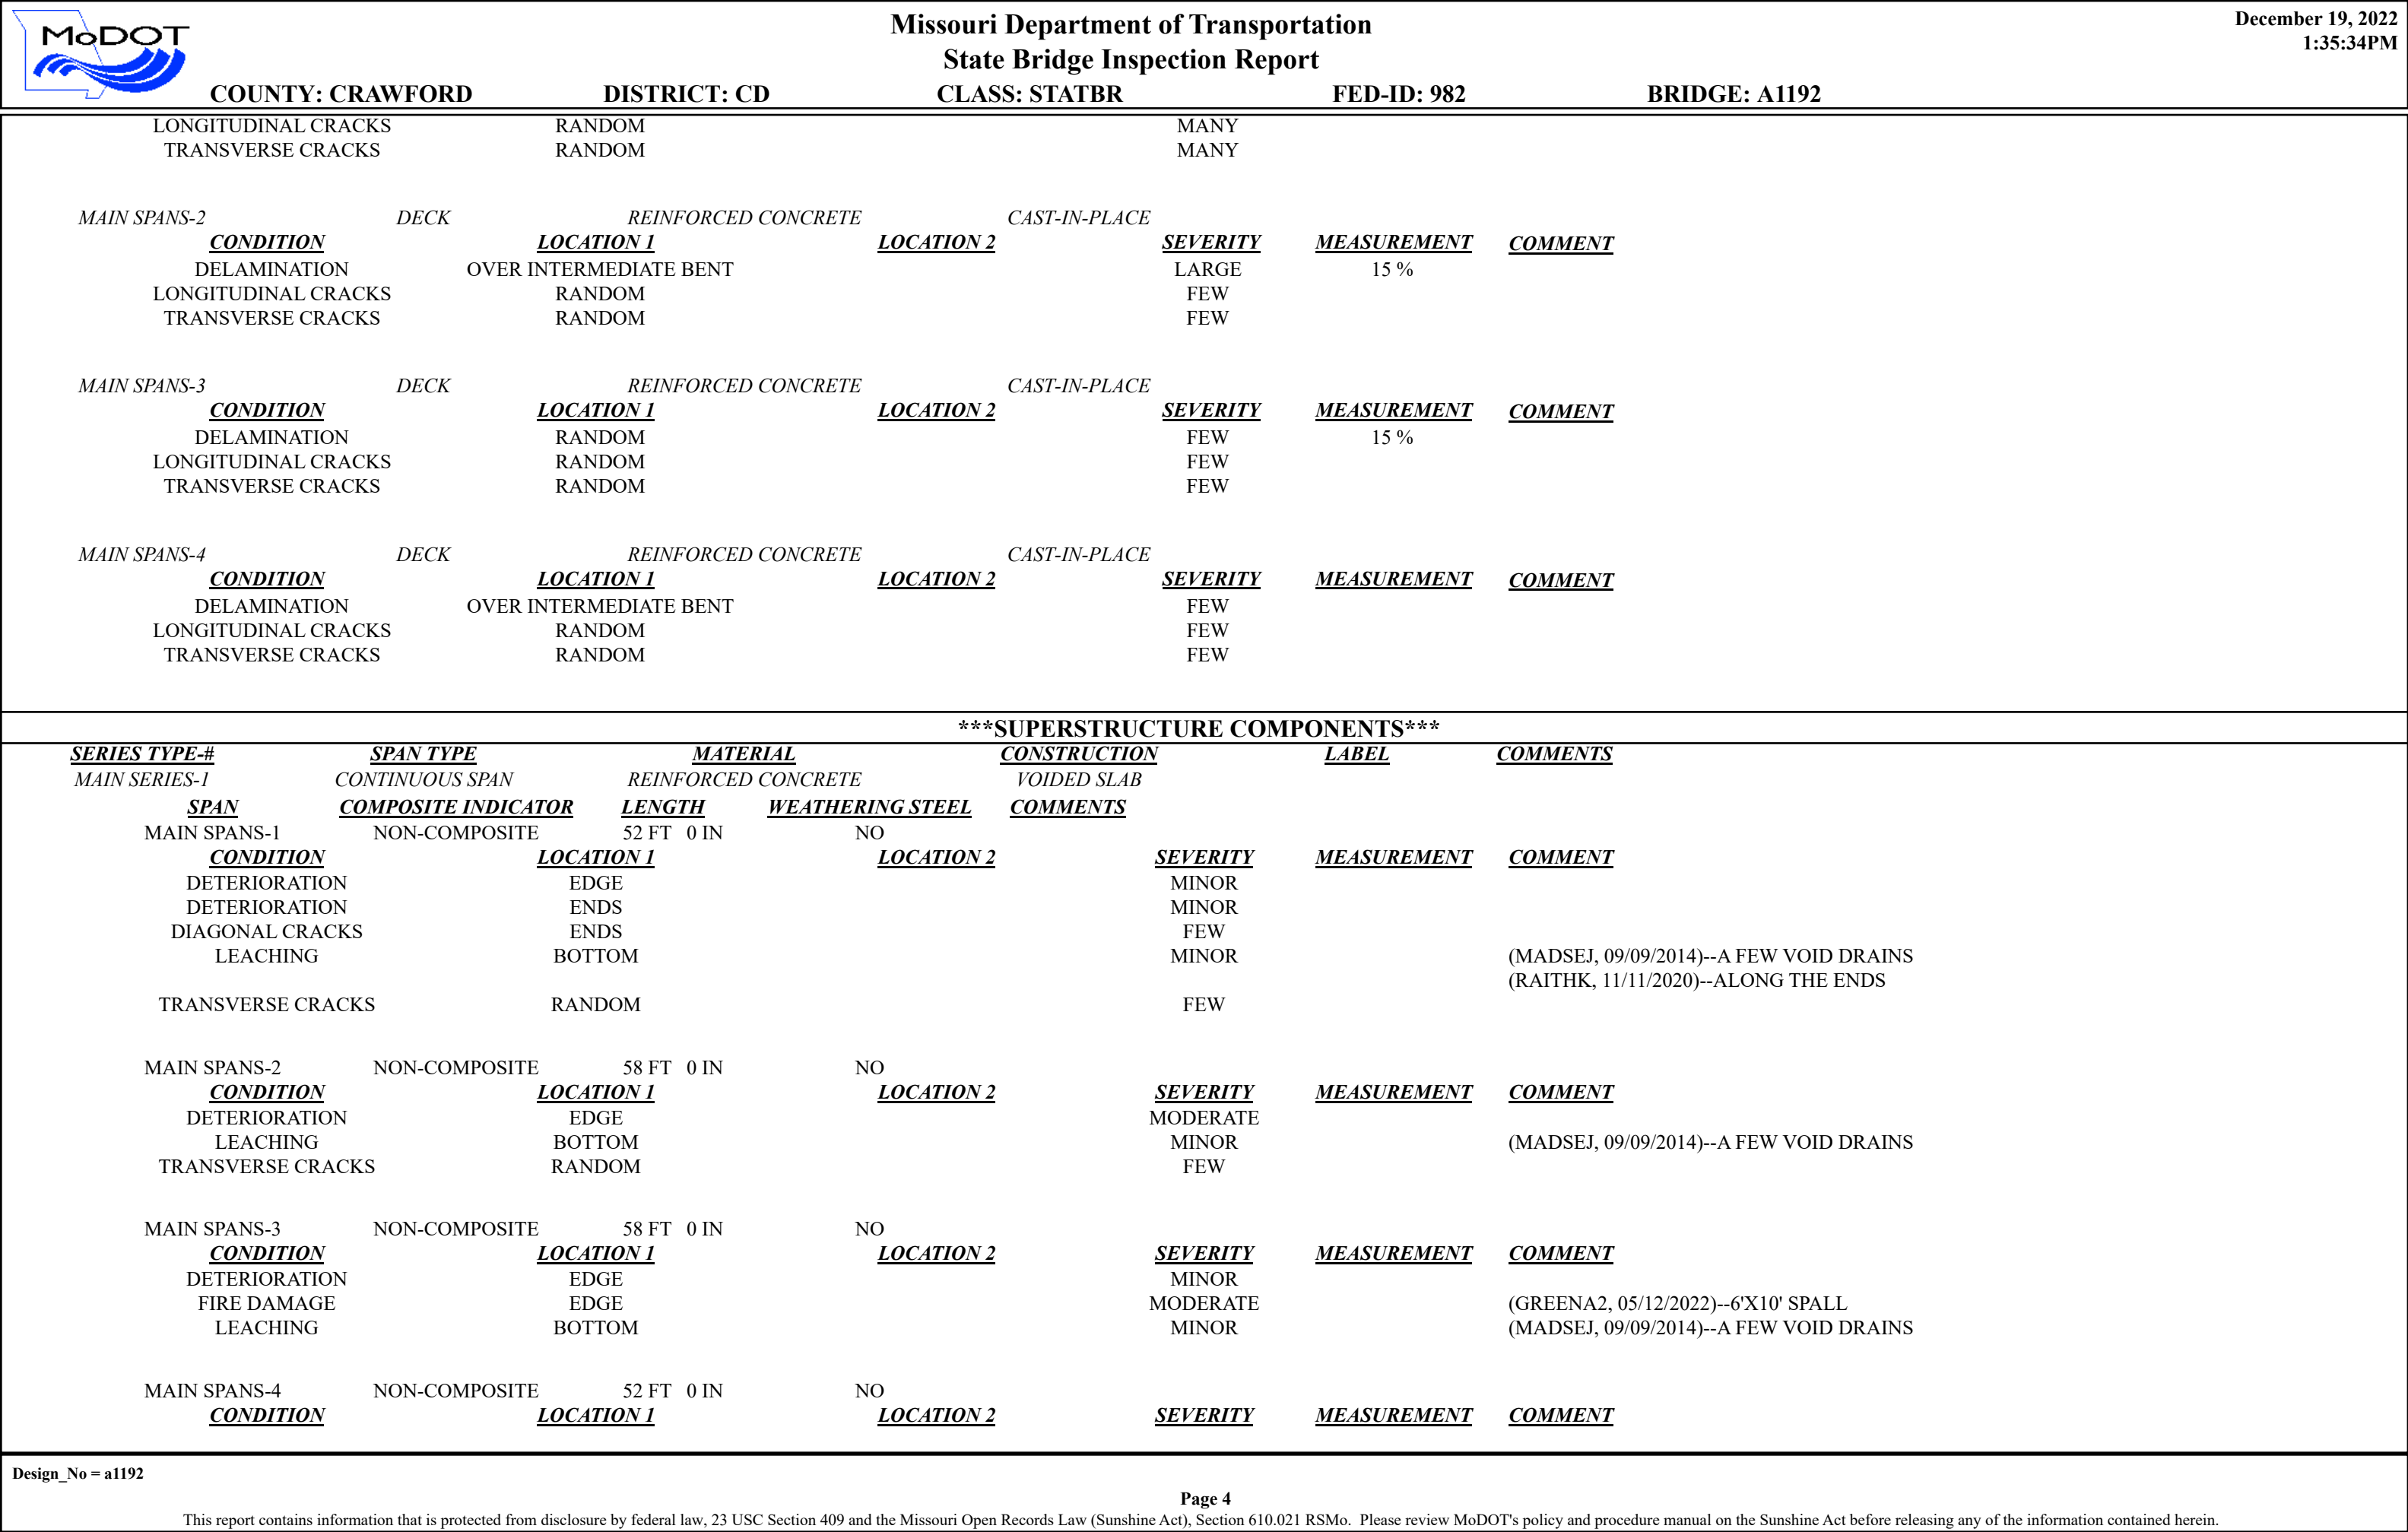 MoDOT
Missouri Department of Transportation
State Bridge Inspection Report
December 19, 2022
1:35:34PM
COUNTY: CRAWFORD DISTRICT: CD CLASS: STATBR FED-ID: 982 BRIDGE: A1192
LONGITUDINAL CRACKS RANDOM MANY
TRANSVERSE CRACKS RANDOM MANY
MAIN SPANS-2 DECK REINFORCED CONCRETE CAST-IN-PLACE
CONDITION LOCATION 1 LOCATION 2 SEVERITY MEASUREMENT COMMENT
DELAMINATION OVER INTERMEDIATE BENT LARGE 15 %
LONGITUDINAL CRACKS RANDOM FEW
TRANSVERSE CRACKS RANDOM FEW
MAIN SPANS-3 DECK REINFORCED CONCRETE CAST-IN-PLACE
CONDITION LOCATION 1 LOCATION 2 SEVERITY MEASUREMENT COMMENT
DELAMINATION RANDOM FEW 15 %
LONGITUDINAL CRACKS RANDOM FEW
TRANSVERSE CRACKS RANDOM FEW
MAIN SPANS-4 DECK REINFORCED CONCRETE CAST-IN-PLACE
CONDITION LOCATION 1 LOCATION 2 SEVERITY MEASUREMENT COMMENT
DELAMINATION OVER INTERMEDIATE BENT FEW
LONGITUDINAL CRACKS RANDOM FEW
TRANSVERSE CRACKS RANDOM FEW
***SUPERSTRUCTURE COMPONENTS***
SERIES TYPE-# SPAN TYPE MATERIAL CONSTRUCTION LABEL COMMENTS
MAIN SERIES-1 CONTINUOUS SPAN REINFORCED CONCRETE VOIDED SLAB
SPAN COMPOSITE INDICATOR LENGTH WEATHERING STEEL COMMENTS
MAIN SPANS-1 NON-COMPOSITE 52 FT 0 IN NO
CONDITION LOCATION 1 LOCATION 2 SEVERITY MEASUREMENT COMMENT
DETERIORATION EDGE MINOR
DETERIORATION ENDS MINOR
DIAGONAL CRACKS ENDS FEW
LEACHING BOTTOM MINOR (MADSEJ, 09/09/2014)--A FEW VOID DRAINS
(RAITHK, 11/11/2020)--ALONG THE ENDS
TRANSVERSE CRACKS RANDOM FEW
MAIN SPANS-2 NON-COMPOSITE 58 FT 0 IN NO
CONDITION LOCATION 1 LOCATION 2 SEVERITY MEASUREMENT COMMENT
DETERIORATION EDGE MODERATE
LEACHING BOTTOM MINOR (MADSEJ, 09/09/2014)--A FEW VOID DRAINS
TRANSVERSE CRACKS RANDOM FEW
MAIN SPANS-3 NON-COMPOSITE 58 FT 0 IN NO
CONDITION LOCATION 1 LOCATION 2 SEVERITY MEASUREMENT COMMENT
DETERIORATION EDGE MINOR
FIRE DAMAGE EDGE MODERATE (GREENA2, 05/12/2022)--6'X10' SPALL
LEACHING BOTTOM MINOR (MADSEJ, 09/09/2014)--A FEW VOID DRAINS
MAIN SPANS-4 NON-COMPOSITE 52 FT 0 IN NO
CONDITION LOCATION 1 LOCATION 2 SEVERITY MEASUREMENT COMMENT
Design_No = a1192
Page 4
This report contains information that is protected from disclosure by federal law, 23 USC Section 409 and the Missouri Open Records Law (Sunshine Act), Section 610.021 RSMo. Please review MoDOT's policy and procedure manual on the Sunshine Act before releasing any of the information contained herein.